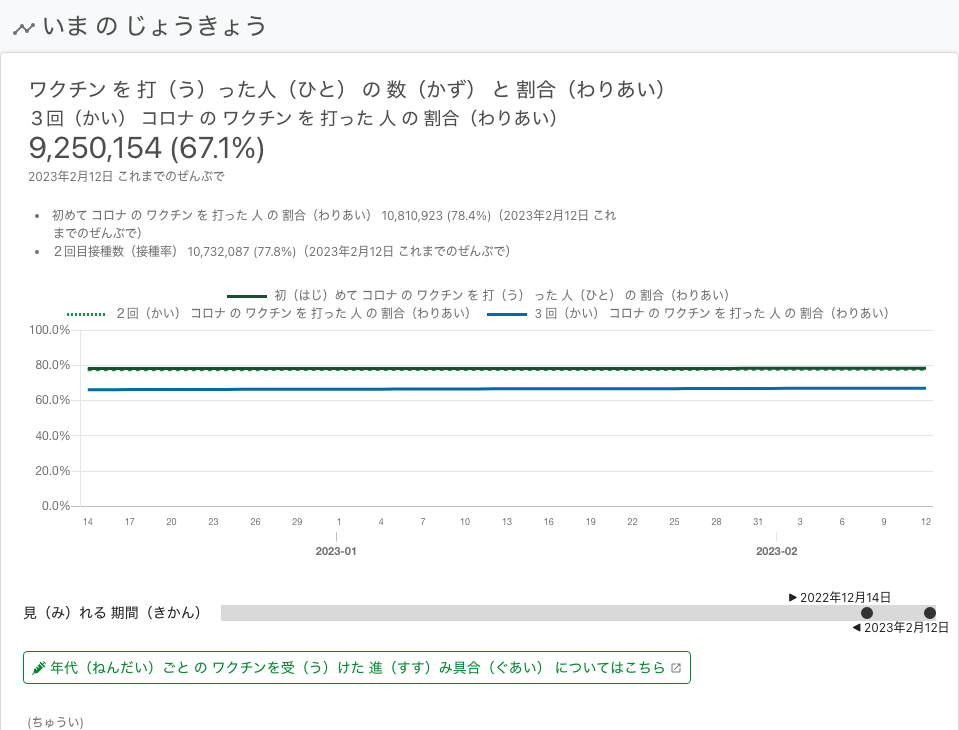 いま の じょうきょう
ワクチン を 打（う）った人（ひと） の 数（かず） と 割合（わりあい）
３回（かい） コロナ の ワクチン を 打った 人 の 割合（わりあい）
9,250,154 (67.1%)
2023年2月12日 これまでのぜんぶで
• 初めて コロナ の ワクチン を 打った 人 の 割合（わりあい） 10,810,923 (78.4%)（2023年2月12日 これ
までのぜんぶで）
• ２回目接種数（接種率） 10,732,087 (77.8%)（2023年2月12日 これまでのぜんぶで）
初（はじ）めて コロナ の ワクチン を 打（う） った 人（ひと） の 割合（わりあい）
２回（かい） コロナ の ワクチン を 打った 人 の 割合（わりあい） ３回（かい） コロナ の ワクチン を 打った 人 の 割合（わりあい）
100.0%
80.0%
60.0%
40.0%
20.0%
0.0%
14 17 20 23 26 29 1 4 7 10 13 16 19 22 25 28 31 3 6 9 12
2023-01 2023-02
▶ 2022年12月14日
見（み）れる 期間（きかん）
◀ 2023年2月12日
年代（ねんだい）ごと の ワクチンを受（う）けた 進（すす）み具合（ぐあい） についてはこちら
（ちゅうい）